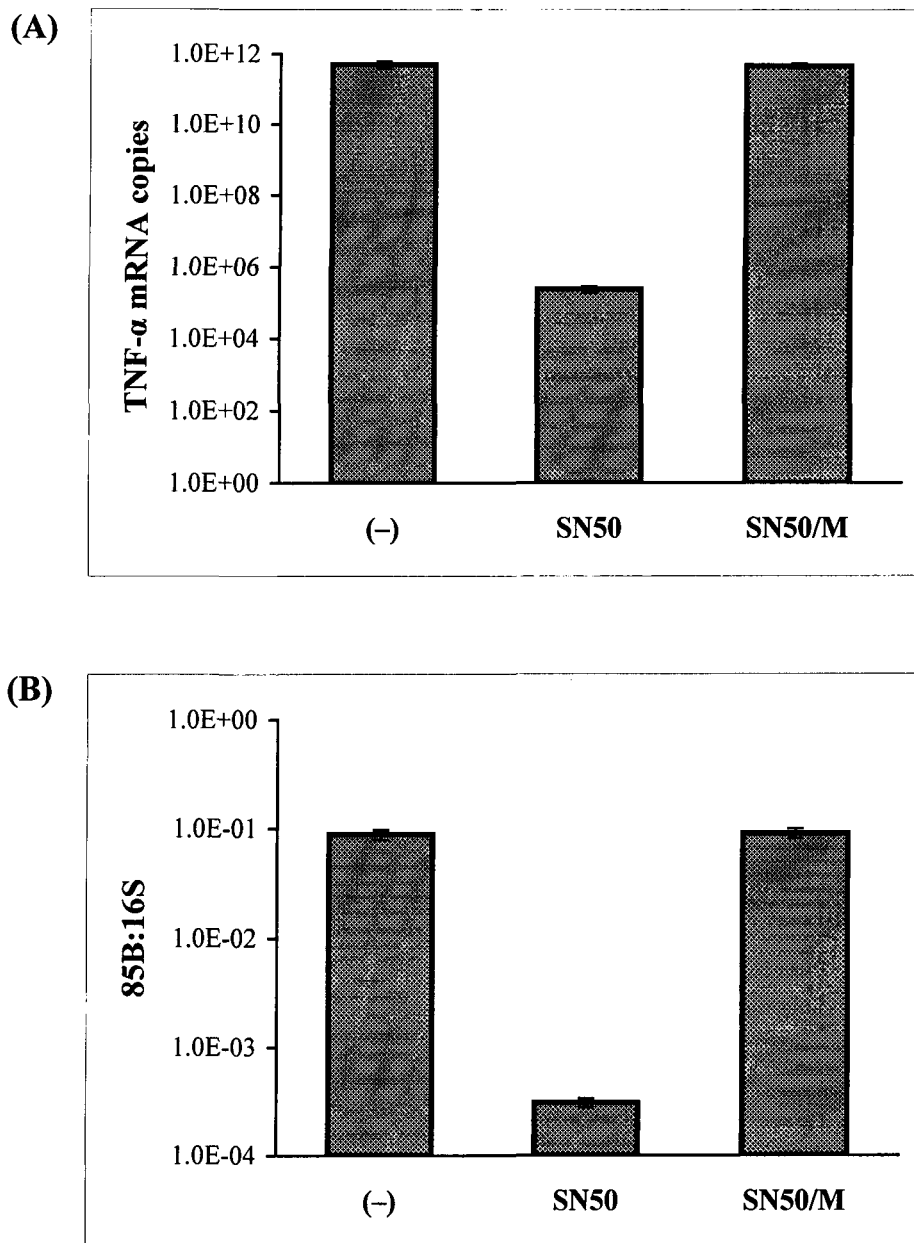 (A)
TNF-α mRNA copies
1.0E+12
1.0E+10
1.0E+08
1.0E+06
1.0E+04
1.0E+02
1.0E+00
(–) SN50 SN50/M
(B)
85B:16S
1.0E+00
1.0E-01
1.0E-02
1.0E-03
1.0E-04
(–) SN50 SN50/M